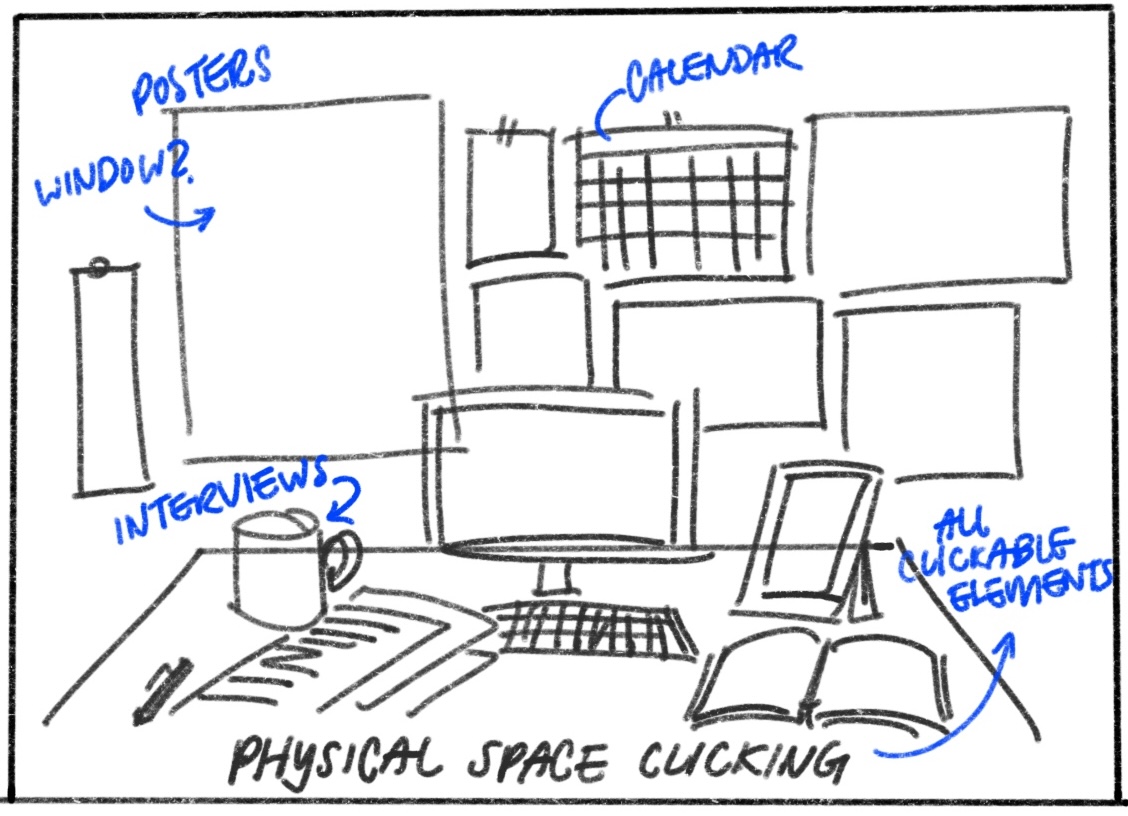 POSTERS
CALENDAR
WINDOW?
INTERVIEWS
ALL
CLICKABLE
ELEMENTS
PHYSICAL SPACE CLICKING